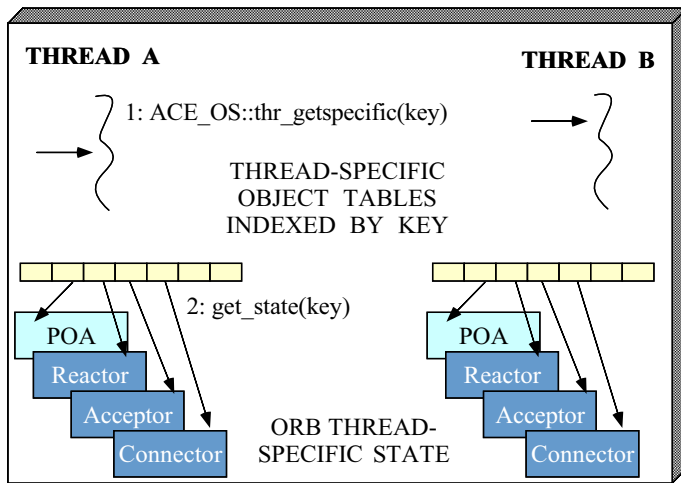 THREAD A
THREAD B
1: ACE_OS::thr_getspecific(key)
THREAD-SPECIFIC
OBJECT TABLES
INDEXED BY KEY
2: get_state(key)
POA
Reactor
Acceptor
Connector
ORB THREAD-
SPECIFIC STATE
POA
Reactor
Acceptor
Connector